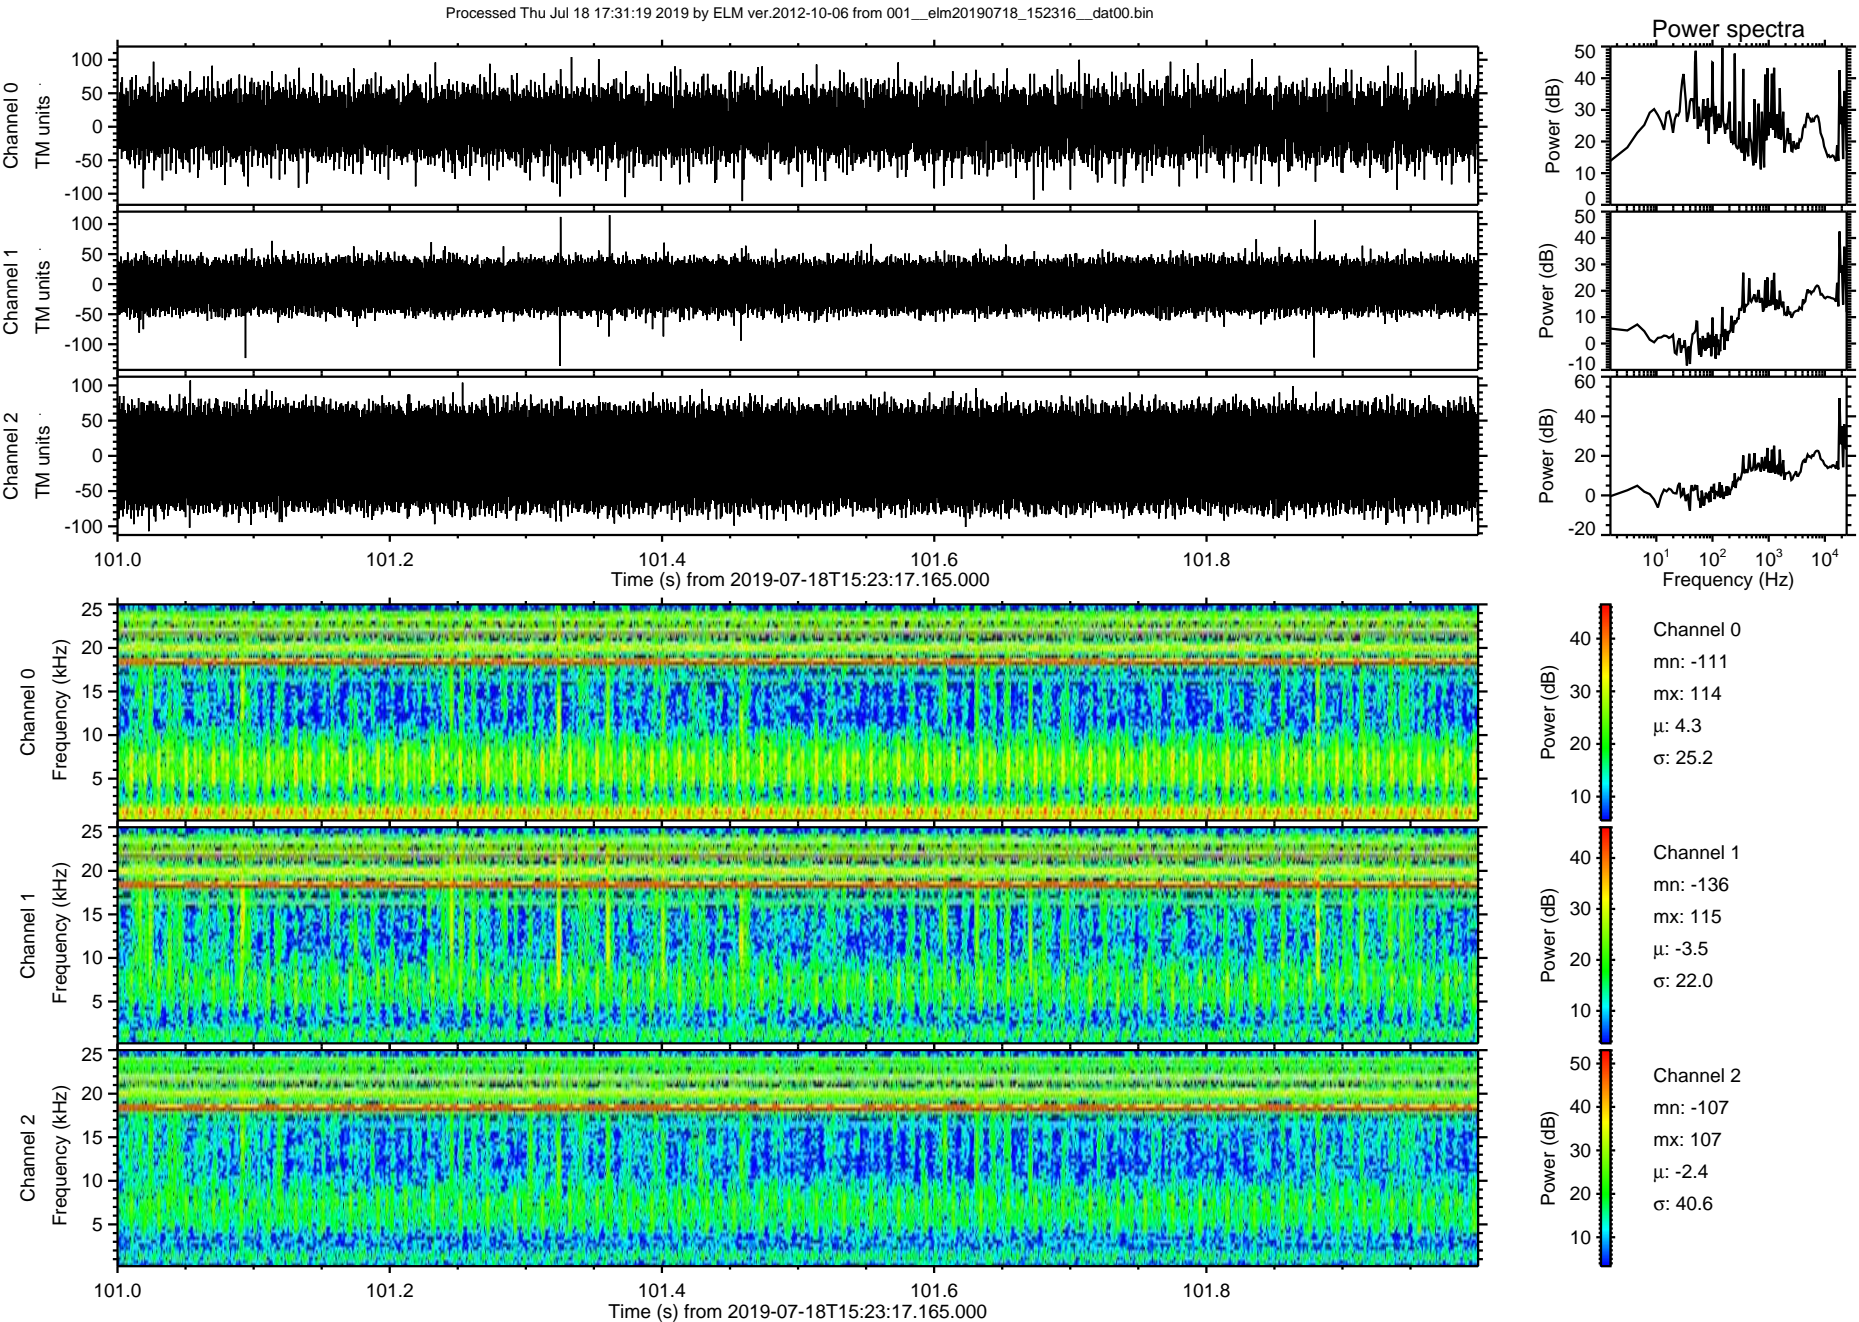 Processed Thu Jul 18 17:31:19 2019 by ELM ver.2012-10-06 from 001__elm20190718_152316__dat00.bin
Power spectra
Channel 0
TM units
100
50
0
-50
-100
Power (dB)
50
40
30
20
10
0
Channel 1
TM units
100
50
0
-50
-100
Power (dB)
50
40
30
20
10
0
-10
Channel 2
TM units
100
50
0
-50
-100
Power (dB)
60
40
20
0
-20
101.0 101.2 101.4 101.6 101.8
Time (s) from 2019-07-18T15:23:17.165.000
10^1 10^2 10^3 10^4
Frequency (Hz)
Channel 0
Frequency (kHz)
25
20
15
10
5
Power (dB)
40
30
20
10
Channel 0
mn: -111
mx: 114
μ: 4.3
σ: 25.2
Channel 1
Frequency (kHz)
25
20
15
10
5
Power (dB)
40
30
20
10
Channel 1
mn: -136
mx: 115
μ: -3.5
σ: 22.0
Channel 2
Frequency (kHz)
25
20
15
10
5
Power (dB)
50
40
30
20
10
Channel 2
mn: -107
mx: 107
μ: -2.4
σ: 40.6
101.0 101.2 101.4 101.6 101.8
Time (s) from 2019-07-18T15:23:17.165.000